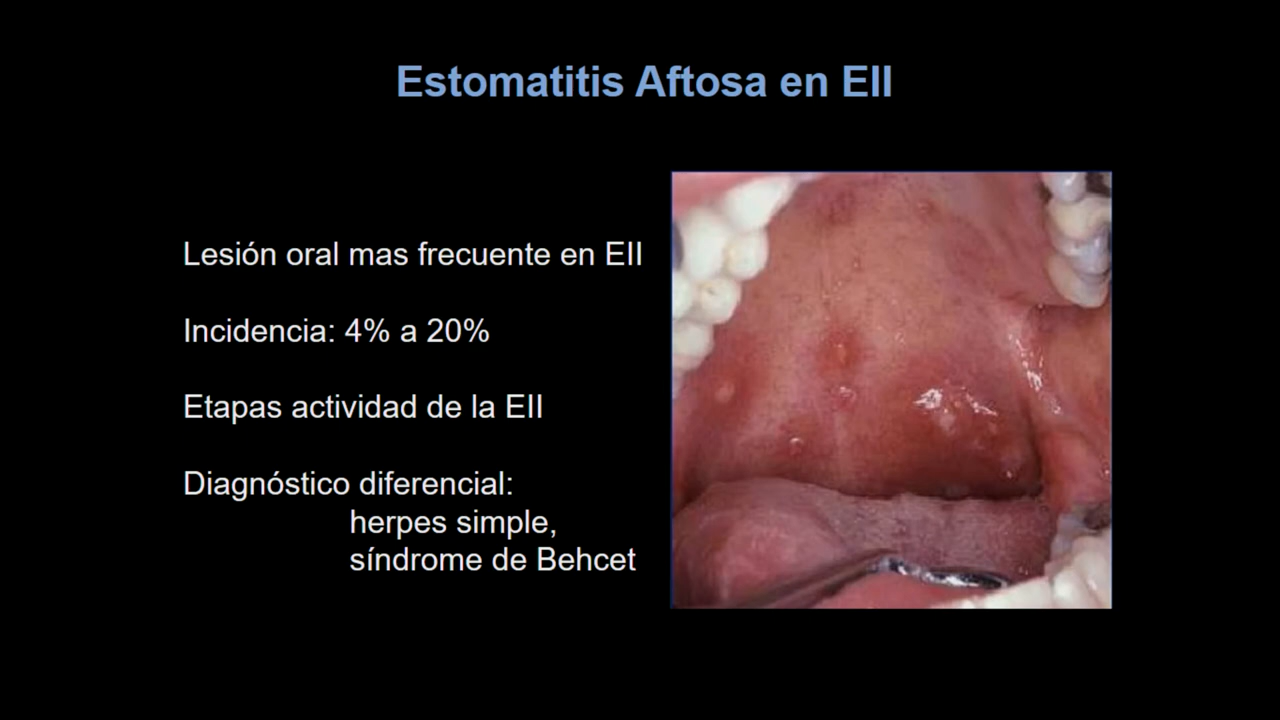 Estomatitis Aftosa en EII
Lesión oral mas frecuente en EII
Incidencia: 4% a 20%
Etapas actividad de la EII
Diagnóstico diferencial:
herpes simple,
síndrome de Behcet